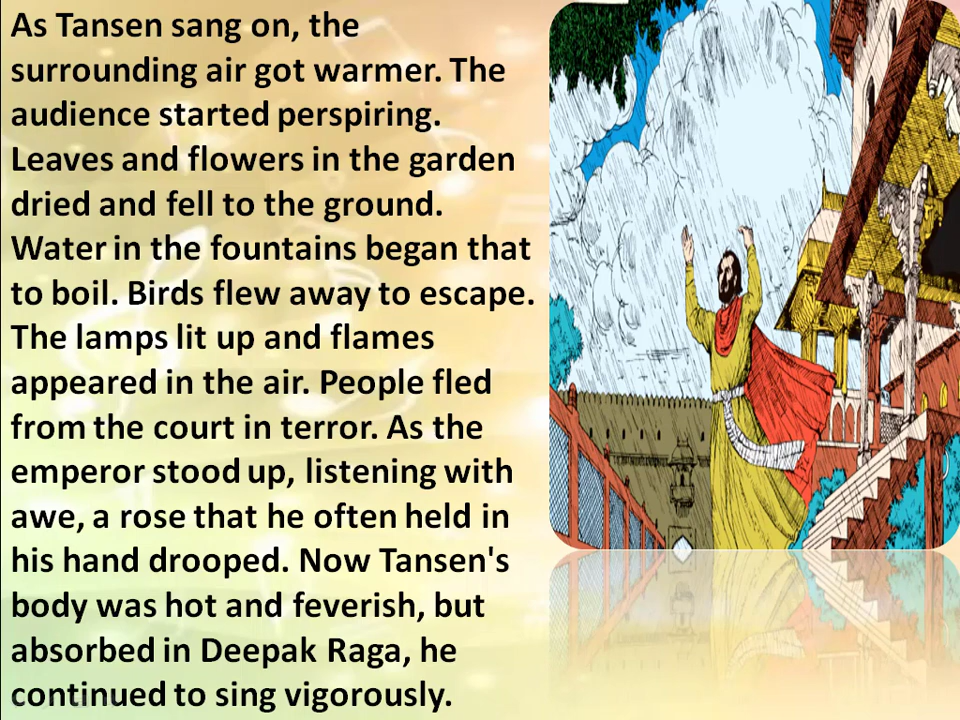 As Tansen sang on, the
surrounding air got warmer. The
audience started perspiring.
Leaves and flowers in the garden
dried and fell to the ground.
Water in the fountains began that
to boil. Birds flew away to escape.
The lamps lit up and flames
appeared in the air. People fled
from the court in terror. As the
emperor stood up, listening with
awe, a rose that he often held in
his hand drooped. Now Tansen's
body was hot and feverish, but
absorbed in Deepak Raga, he
continued to sing vigorously.